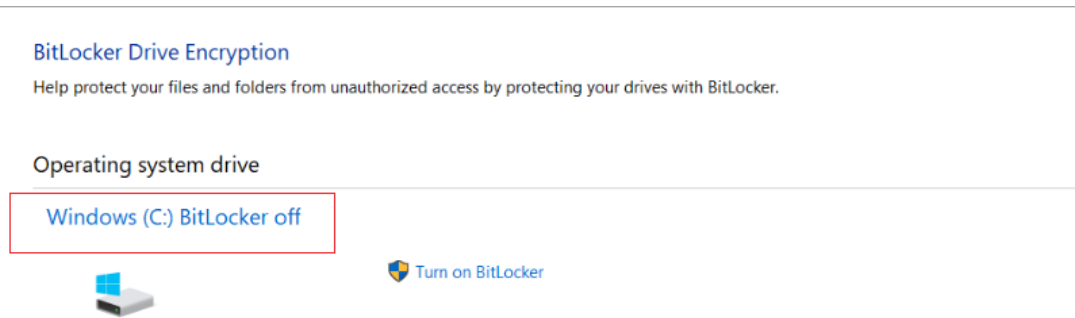 BitLocker Drive Encryption
Help protect your files and folders from unauthorized access by protecting your drives with BitLocker.
Operating system drive
Windows (C:) BitLocker off
Turn on BitLocker